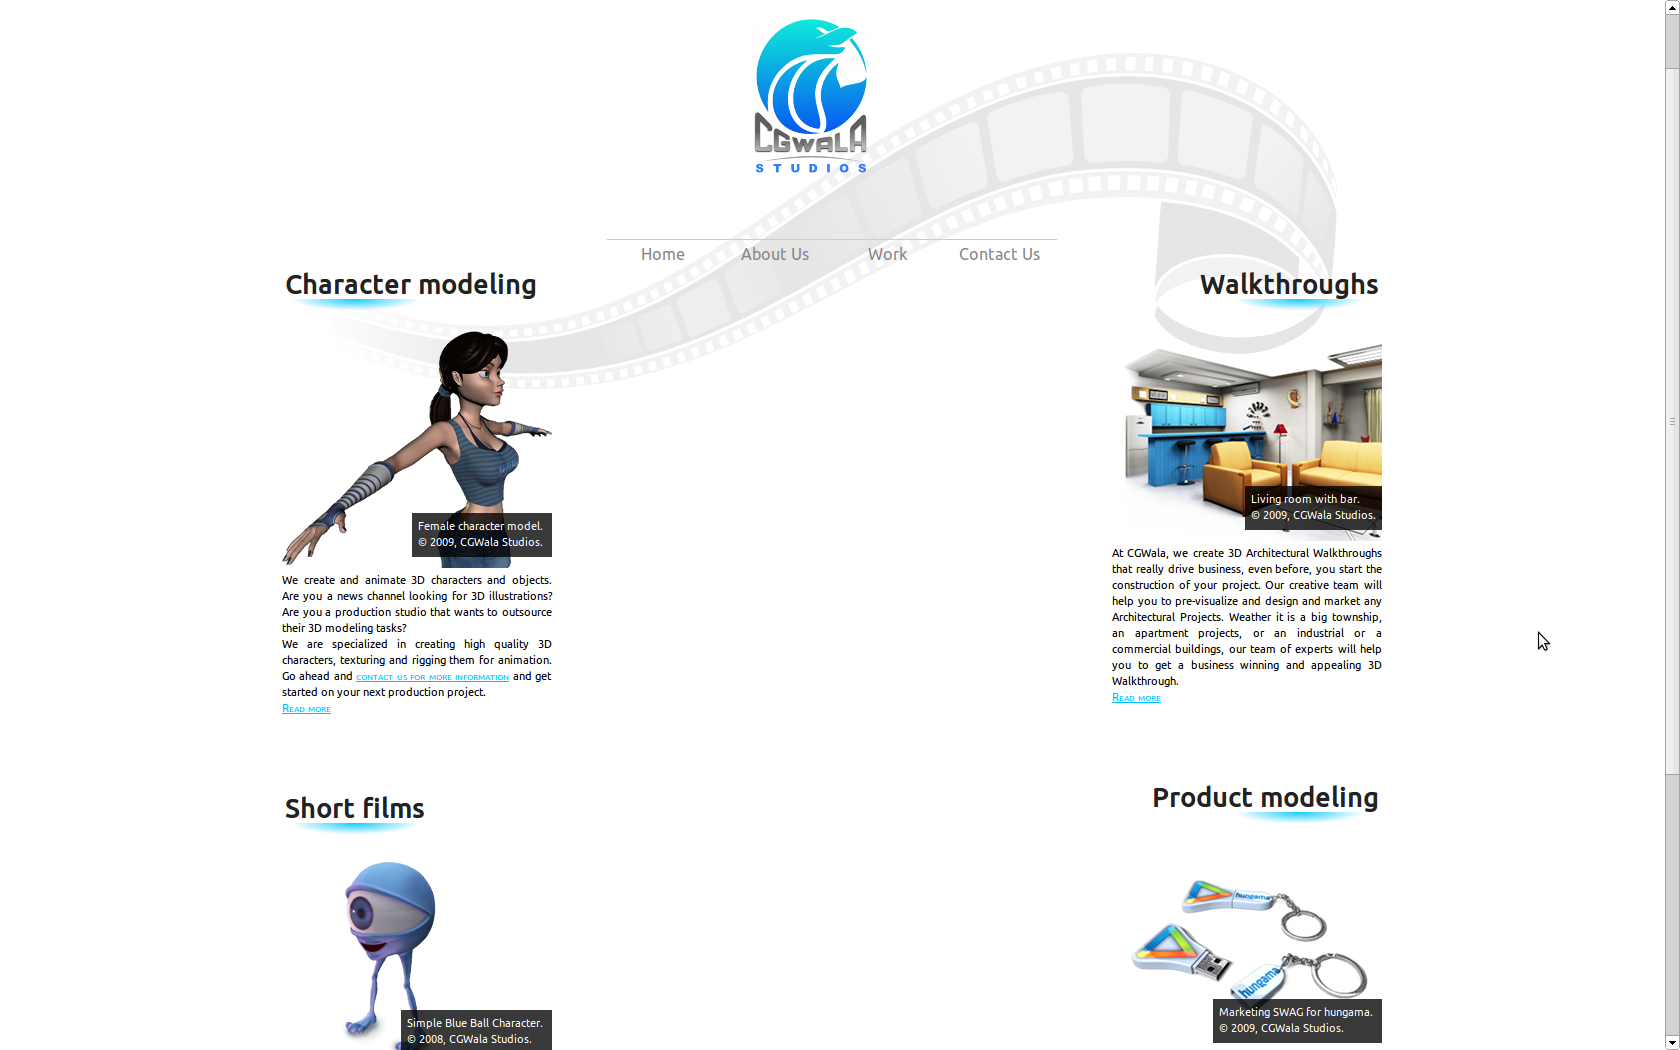 CGWALA
STUDIOS
Home
About Us
Work
Contact Us
Character modeling
Female character model.
© 2009, CGWala Studios.
We create and animate 3D characters and objects.
Are you a news channel looking for 3D illustrations?
Are you a production studio that wants to outsource
their 3D modeling tasks?
We are specialized in creating high quality 3D
characters, texturing and rigging them for animation.
Go ahead and contact us for more information and get
started on your next production project.
Read more
Walkthroughs
Living room with bar.
© 2009, CGWala Studios.
At CGWala, we create 3D Architectural Walkthroughs
that really drive business, even before, you start the
construction of your project. Our creative team will
help you to pre-visualize and design and market any
Architectural Projects. Weather it is a big township,
an apartment projects, or an industrial or a
commercial buildings, our team of experts will help
you to get a business winning and appealing 3D
Walkthrough.
Read more
Short films
Simple Blue Ball Character.
© 2008, CGWala Studios.
Product modeling
hungama
hungama
Marketing SWAG for hungama.
© 2009, CGWala Studios.